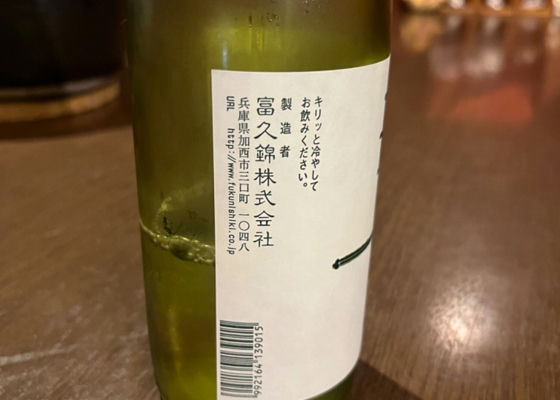 キリッと冷やして
お飲みください。
製造者
富久錦株式会社
兵庫県加西市三口町 一〇四八
URL http://www.fukunishiki.co.jp
992164 139015